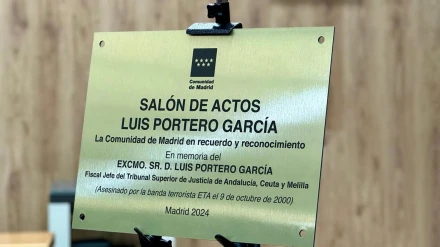 Comunidad
de Madrid
SALÓN DE ACTOS
LUIS PORTERO GARCÍA
La Comunidad de Madrid en recuerdo y reconocimiento
En memoria del
EXCMO. SR. D. LUIS PORTERO GARCÍA
Fiscal Jefe del Tribunal Superior de Justicia de Andalucía, Ceuta y Melilla
(Asesinado por la banda terrorista ETA el 9 de octubre de 2000)
Madrid 2024